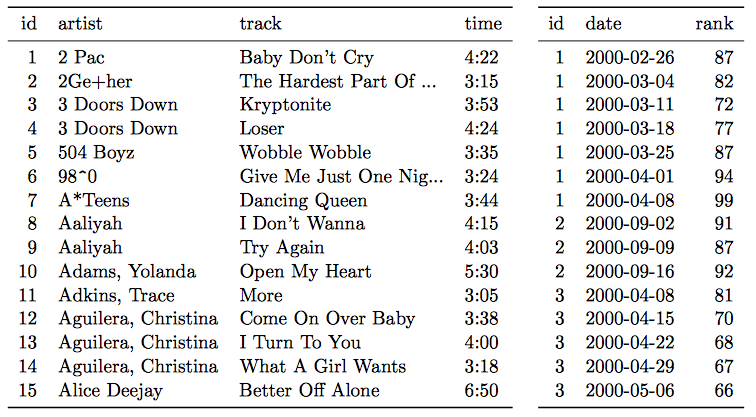 id artist track time
1 2 Pac Baby Don't Cry 4:22
2 2Ge+her The Hardest Part Of ... 3:15
3 3 Doors Down Kryptonite 3:53
4 3 Doors Down Loser 4:24
5 504 Boyz Wobble Wobble 3:35
6 98^0 Give Me Just One Nig... 3:24
7 A*Teens Dancing Queen 3:44
8 Aaliyah I Don't Wanna 4:15
9 Aaliyah Try Again 4:03
10 Adams, Yolanda Open My Heart 5:30
11 Adkins, Trace More 3:05
12 Aguilera, Christina Come On Over Baby 3:38
13 Aguilera, Christina I Turn To You 4:00
14 Aguilera, Christina What A Girl Wants 3:18
15 Alice Deejay Better Off Alone 6:50
id date rank
1 2000-02-26 87
1 2000-03-04 82
1 2000-03-11 72
1 2000-03-18 77
1 2000-03-25 87
1 2000-04-01 94
1 2000-04-08 99
2 2000-09-02 91
2 2000-09-09 87
2 2000-09-16 92
3 2000-04-08 81
3 2000-04-15 70
3 2000-04-22 68
3 2000-04-29 67
3 2000-05-06 66